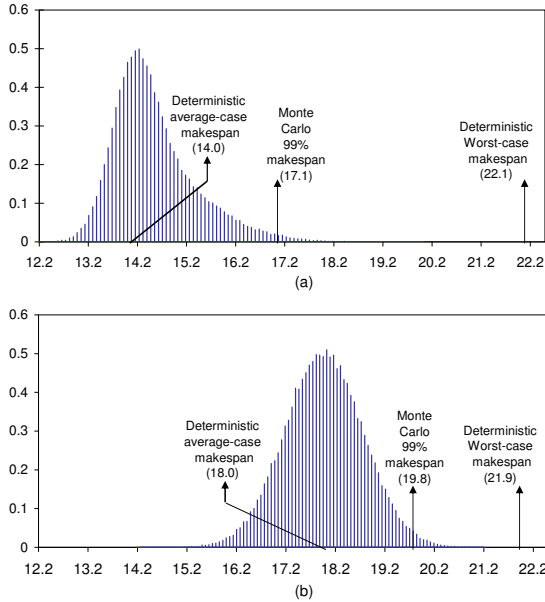 0.6
0.5
0.4
0.3
0.2
0.1
0
Deterministic
average-case
makespan
(14.0)
Monte
Carlo
99%
makespan
(17.1)
Deterministic
Worst-case
makespan
(22.1)
12.2 13.2 14.2 15.2 16.2 17.2 18.2 19.2 20.2 21.2 22.2
(a)
0.6
0.5
0.4
0.3
0.2
0.1
0
Deterministic
average-case
makespan
(18.0)
Monte
Carlo
99%
makespan
(19.8)
Deterministic
Worst-case
makespan
(21.9)
12.2 13.2 14.2 15.2 16.2 17.2 18.2 19.2 20.2 21.2 22.2
(b)